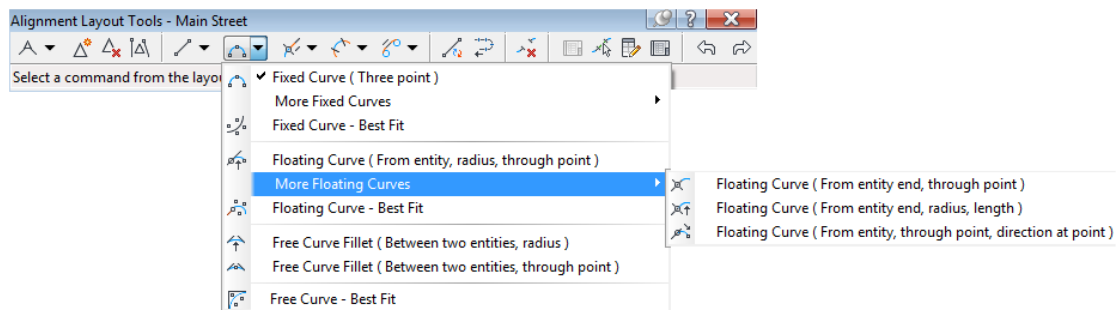 Alignment Layout Tools - Main Street
Select a command from the layou
Fixed Curve ( Three point )
More Fixed Curves
Fixed Curve - Best Fit
Floating Curve ( From entity, radius, through point )
More Floating Curves
Floating Curve ( From entity end, through point )
Floating Curve - Best Fit
Floating Curve ( From entity end, radius, length )
Floating Curve ( From entity, through point, direction at point )
Free Curve Fillet ( Between two entities, radius )
Free Curve Fillet ( Between two entities, through point )
Free Curve - Best Fit